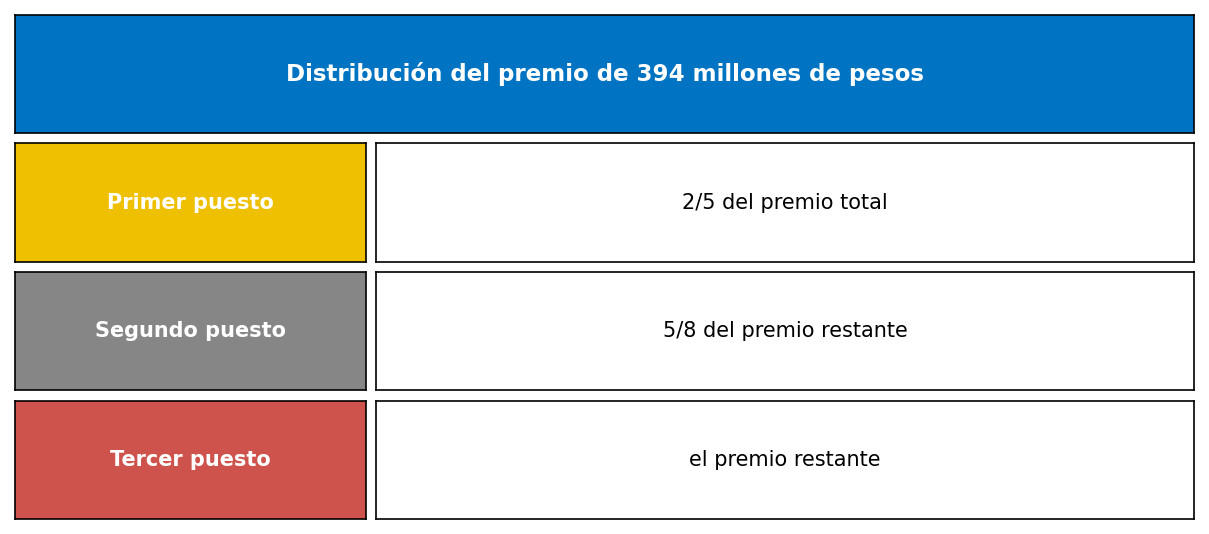 Distribución del premio de 394 millones de pesos
Primer puesto
2/5 del premio total
Segundo puesto
5/8 del premio restante
Tercer puesto
el premio restante